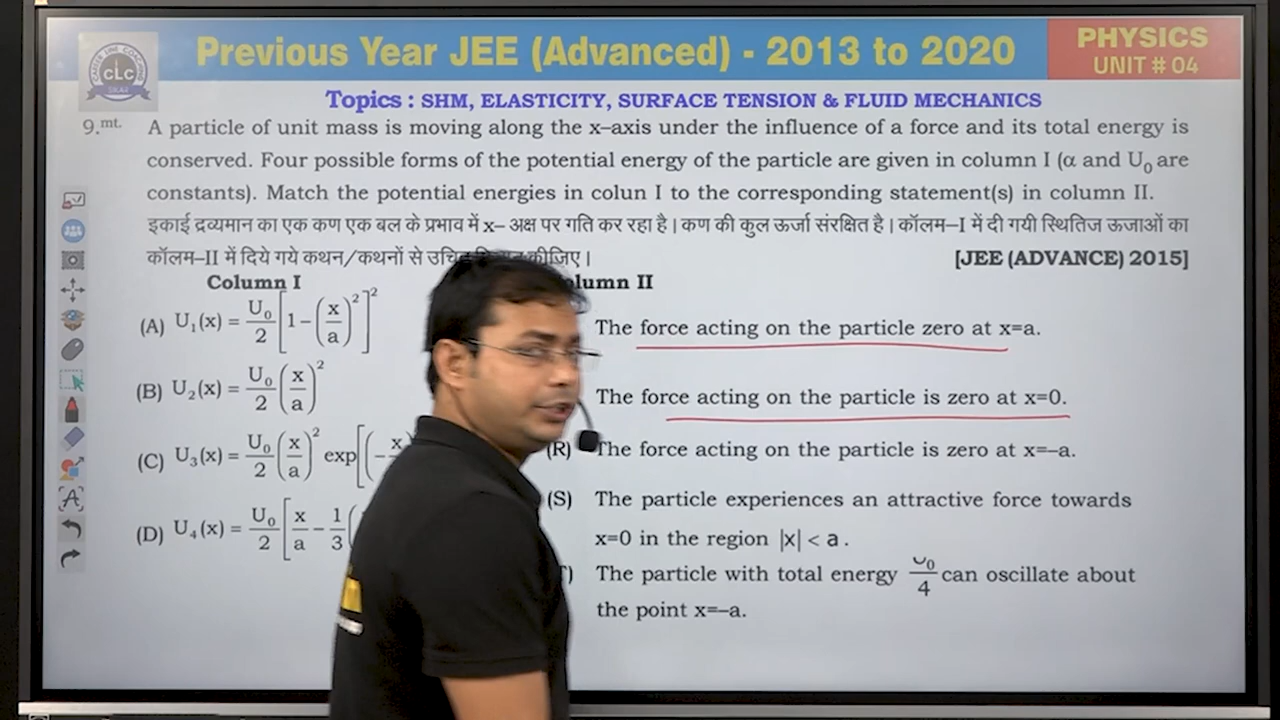 Previous Year JEE (Advanced) - 2013 to 2020
PHYSICS
UNIT # 04
CLC
Topics : SHM, ELASTICITY, SURFACE TENSION & FLUID MECHANICS
9.mt. A particle of unit mass is moving along the x–axis under the influence of a force and its total energy is
conserved. Four possible forms of the potential energy of the particle are given in column I (α and U₀ are
constants). Match the potential energies in colun I to the corresponding statement(s) in column II.
इकाई द्रव्यमान का एक कण एक बल के प्रभाव में x– अक्ष पर गति कर रहा है। कण की कुल ऊर्जा संरक्षित है। कॉलम–I में दी गयी स्थितिज ऊजाओं का
कॉलम–II में दिये गये कथन/कथनों से उचित कीजिए।
[JEE (ADVANCE) 2015]
Column I
lumn II
(A) U₁(x) = U₀/2 [1–(x/a)²]²
The force acting on the particle zero at x=a.
(B) U₂(x) = U₀/2 (x/a)²
The force acting on the particle is zero at x=0.
(C) U₃(x) = U₀/2 (x/a)² exp[(–x
(R) The force acting on the particle is zero at x=–a.
(D) U₄(x) = U₀/2 [x/a – 1/3(
(S) The particle experiences an attractive force towards
x=0 in the region |x| < a .
) The particle with total energy U₀/4 can oscillate about
the point x=–a.